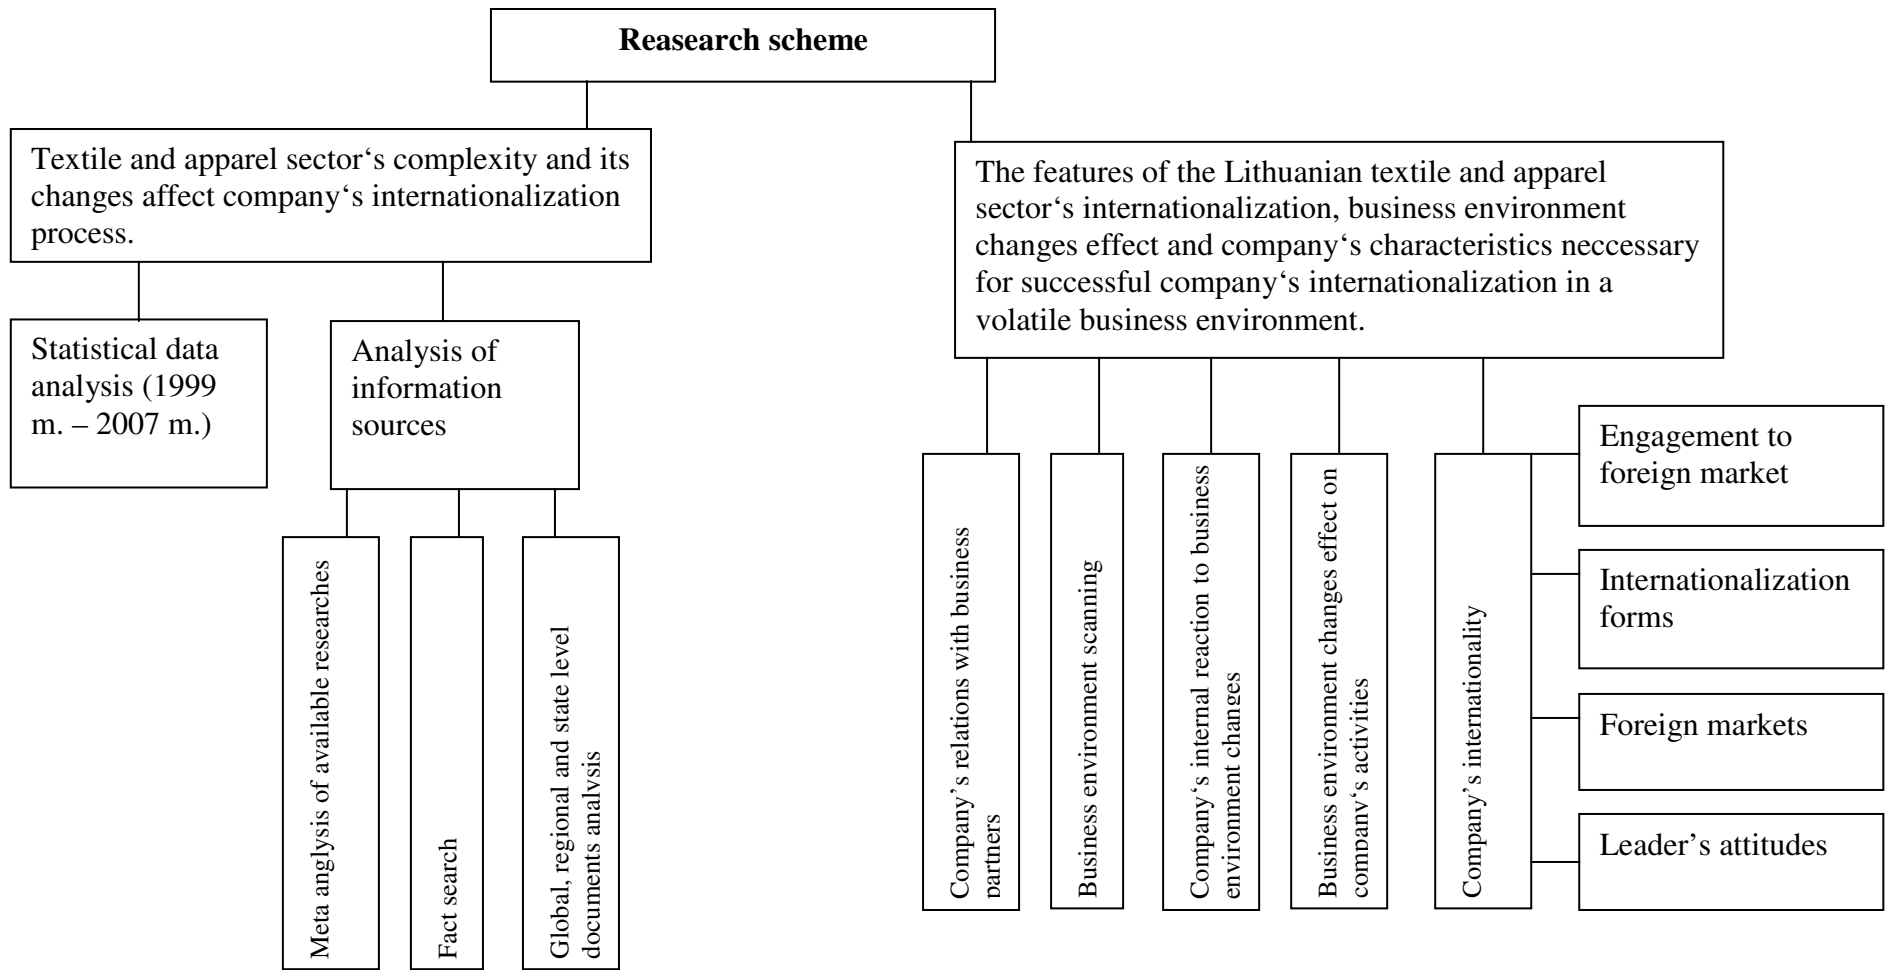 Reasearch scheme
Textile and apparel sector‘s complexity and its
changes affect company‘s internationalization
process.
The features of the Lithuanian textile and apparel
sector‘s internationalization, business environment
changes effect and company‘s characteristics neccessary
for successful company‘s internationalization in a
volatile business environment.
Statistical data
analysis (1999
m. – 2007 m.)
Analysis of
information
sources
Meta anglysis of available researches
Fact search
Global, regional and state level
documents analysis
Company’s relations with business
partners
Business environment scanning
Company‘s internal reaction to business
environment changes
Business environment changes effect on
company‘s activities
Company’s internationality
Engagement to
foreign market
Internationalization
forms
Foreign markets
Leader’s attitudes